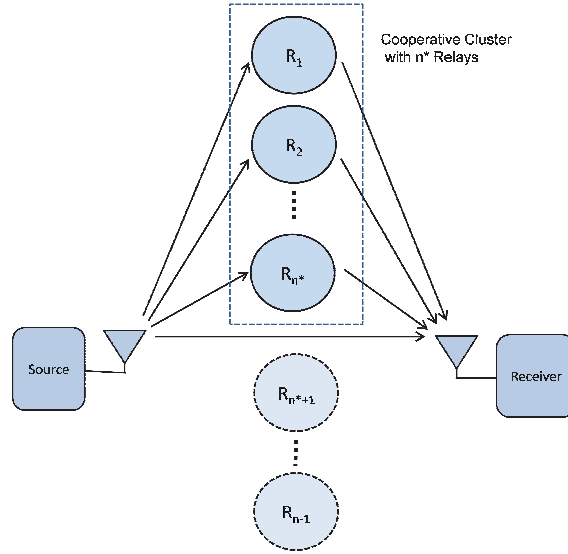 R1
Cooperative Cluster
with n* Relays
R2
Rn*
Source
Receiver
Rn*+1
Rn-1